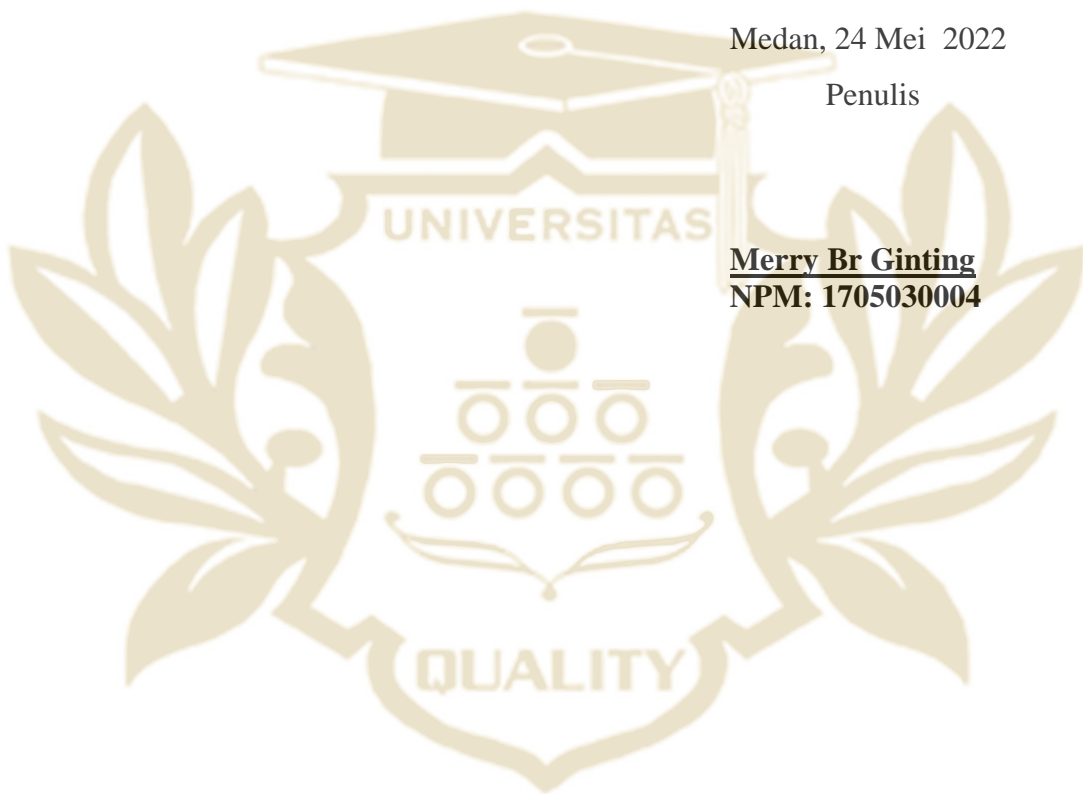 Medan, 24 Mei 2022
Penulis
UNIVERSITAS
Merry Br Ginting
NPM: 1705030004
QUALITY